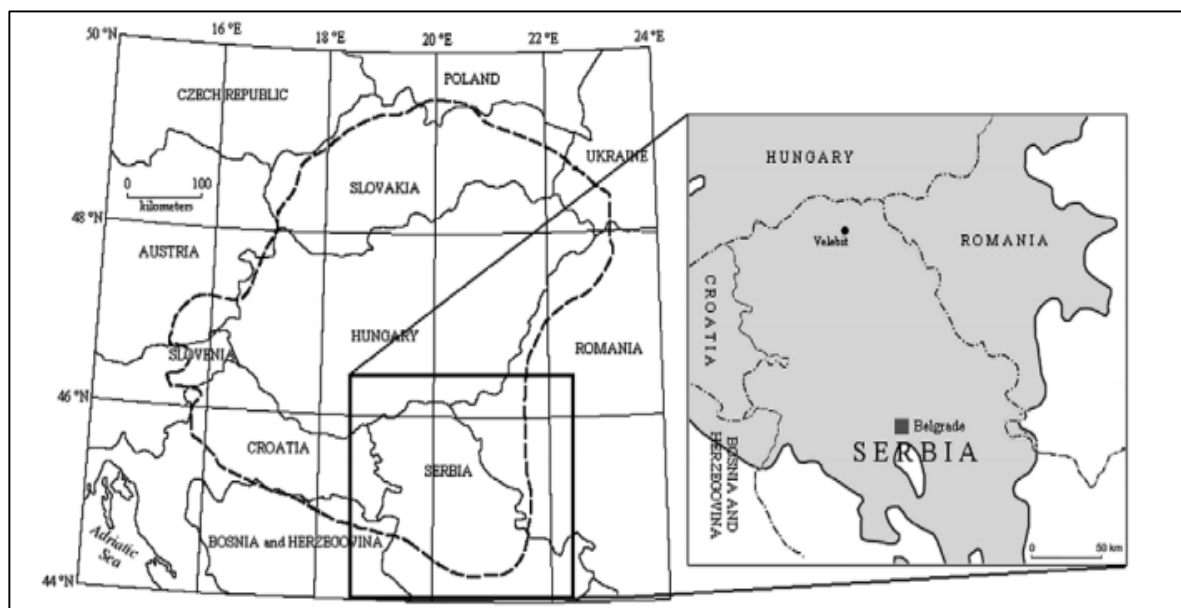 16 °E
18 °E
20 °E
22 °E
24 °E
50 °N
POLAND
CZECH REPUBLIC
UKRAINE
0 100
kilometers
SLOVAKIA
48 °N
AUSTRIA
HUNGARY
SLOVENIA
ROMANIA
46 °N
CROATIA
SERBIA
BOSNIA and HERZEGOVINA
Adriatic
Sea
44 °N
HUNGARY
Velebit
ROMANIA
CROATIA
Belgrade
SERBIA
BOSNIA AND
HERZEGOVINA
0 50 km